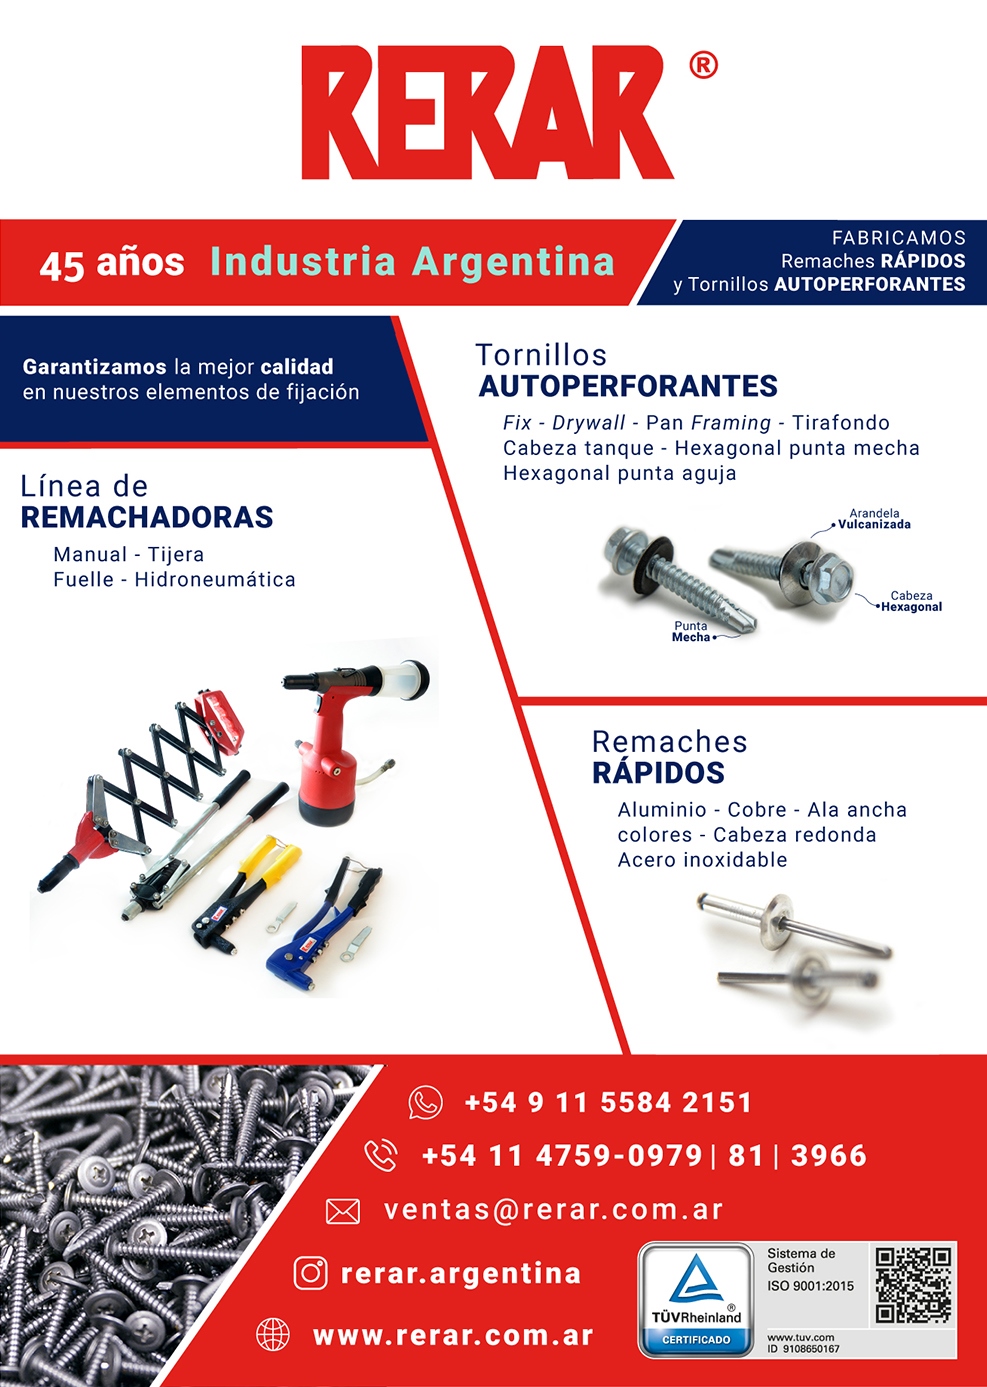 RERAR ®
45 años Industria Argentina
FABRICAMOS
Remaches RÁPIDOS
y Tornillos AUTOPERFORANTES
Garantizamos la mejor calidad
en nuestros elementos de fijación
Línea de
REMACHADORAS
Manual - Tijera
Fuelle - Hidroneumática
Tornillos
AUTOPERFORANTES
Fix - Drywall - Pan Framing - Tirafondo
Cabeza tanque - Hexagonal punta mecha
Hexagonal punta aguja
Arandela
Vulcanizada
Cabeza
Hexagonal
Punta
Mecha
Remaches
RÁPIDOS
Aluminio - Cobre - Ala ancha
colores - Cabeza redonda
Acero inoxidable
+54 9 11 5584 2151
+54 11 4759-0979 | 81 | 3966
ventas@rerar.com.ar
rerar.argentina
www.rerar.com.ar
TÜVRheinland ®
CERTIFICADO
Sistema de
Gestión
ISO 9001:2015
www.tuv.com
ID 9108650167